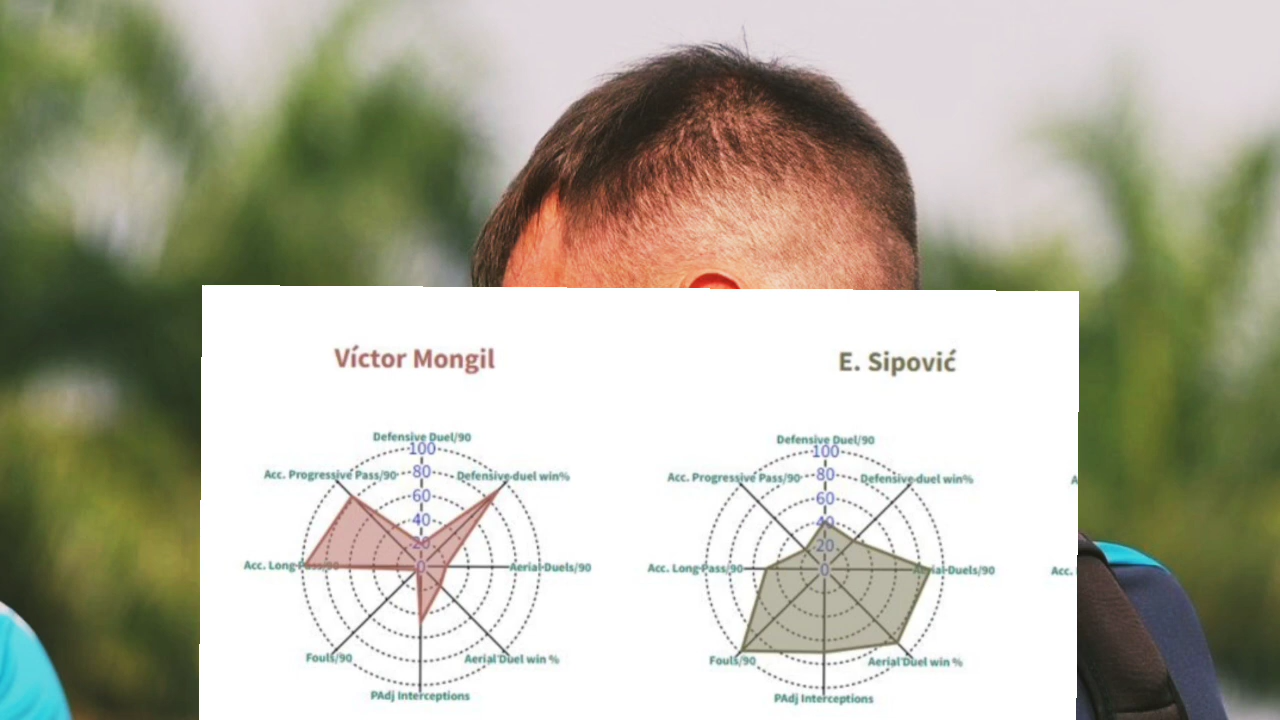 Víctor Mongil
Defensive Duel/90
100
Acc. Progressive Pass/90
80
Defensive duel win%
60
40
20
Acc. Long Pass/90
0
Aerial Duels/90
Fouls/90
Aerial Duel win %
PAdj Interceptions
E. Sipović
Defensive Duel/90
100
Acc. Progressive Pass/90
80
Defensive duel win%
60
40
20
Acc. Long Pass/90
0
Aerial Duels/90
Fouls/90
Aerial Duel win %
PAdj Interceptions
A
Acc.